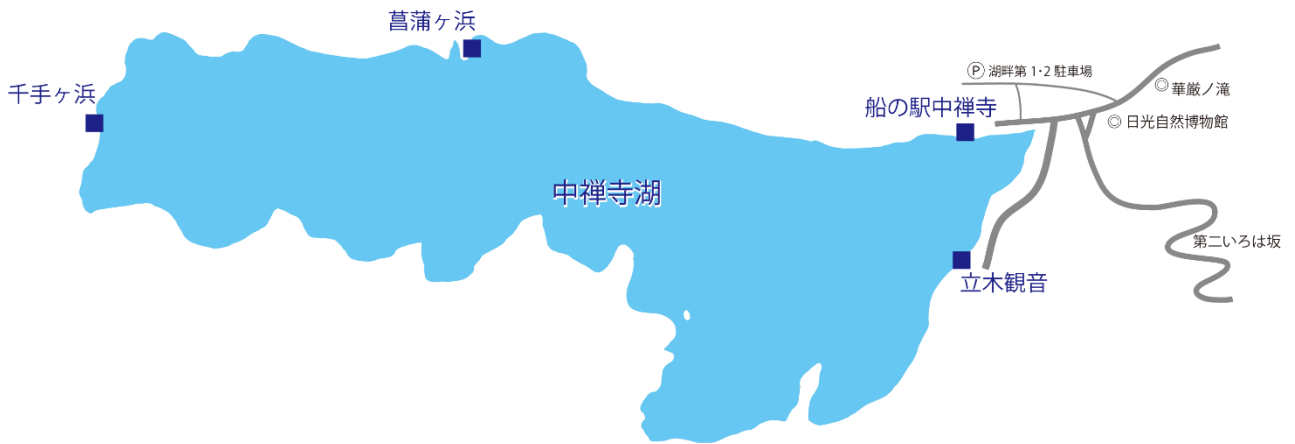 菖蒲ヶ浜
千手ヶ浜
Ⓟ 湖畔第 1・2 駐車場
◎ 華厳ノ滝
船の駅中禅寺
◎ 日光自然博物館
中禅寺湖
第二いろは坂
立木観音